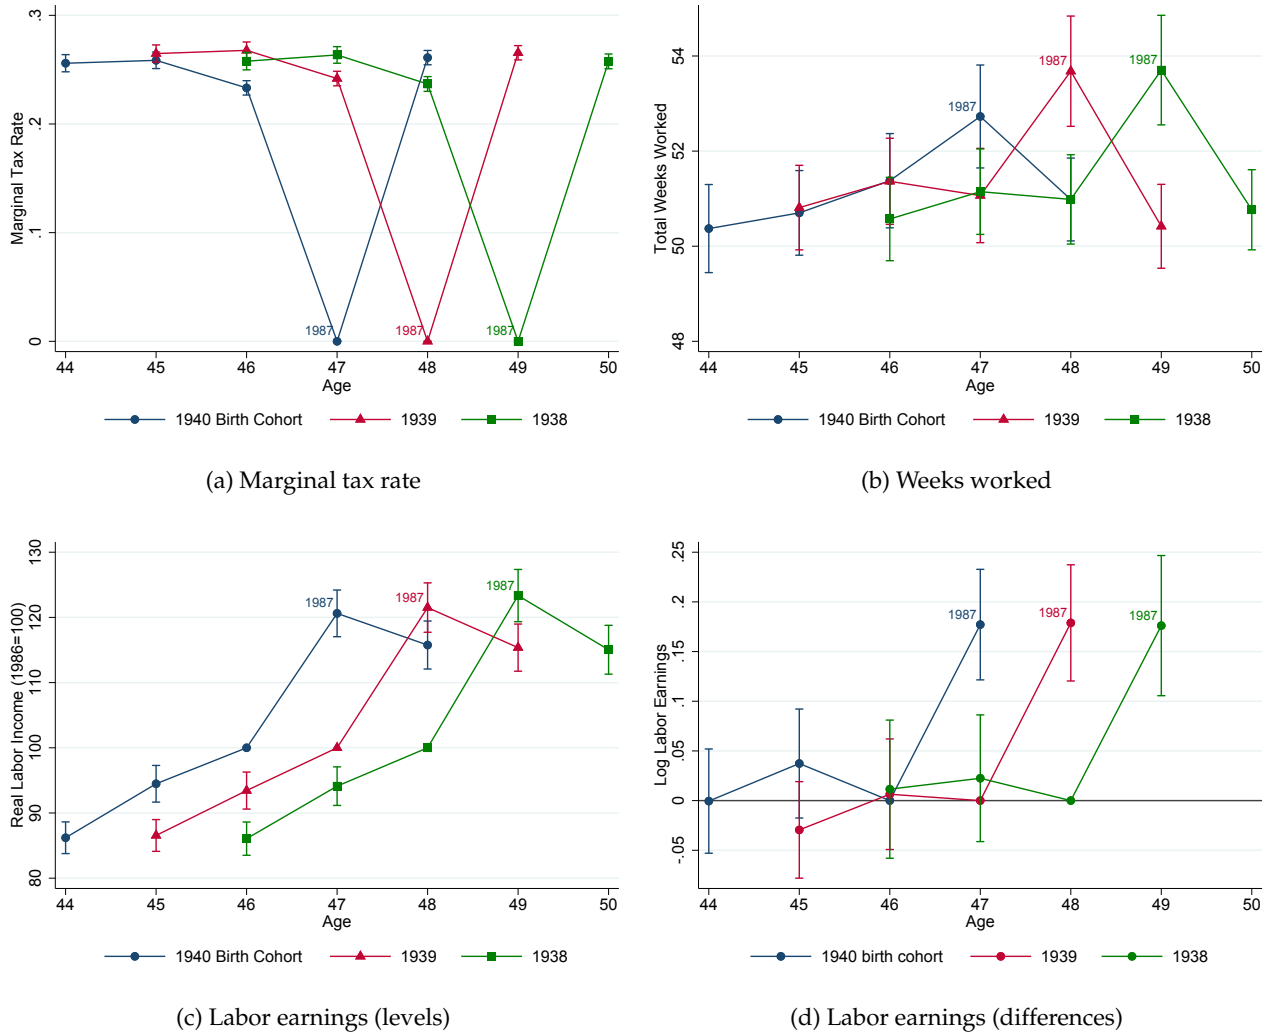 Marginal Tax Rate
.3
.2
.1
0
1987
1987
1987
44 45 46 47 48 49 50
Age
1940 Birth Cohort 1939 1938
(a) Marginal tax rate
Total Weeks Worked
54
52
50
48
1987
1987
1987
44 45 46 47 48 49 50
Age
1940 Birth Cohort 1939 1938
(b) Weeks worked
Real Labor Income (1986=100)
130
120
110
100
90
80
1987
1987
1987
44 45 46 47 48 49 50
Age
1940 Birth Cohort 1939 1938
(c) Labor earnings (levels)
Log Labor Earnings
.25
.2
.15
.1
.05
0
-.05
1987
1987
1987
44 45 46 47 48 49 50
Age
1940 birth cohort 1939 1938
(d) Labor earnings (differences)